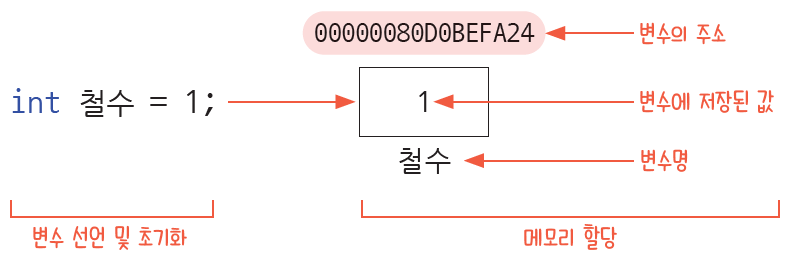 00000080D0BEFA24
변수의 주소
int 철수 = 1;
1
변수에 저장된 값
철수
변수명
변수 선언 및 초기화
메모리 할당